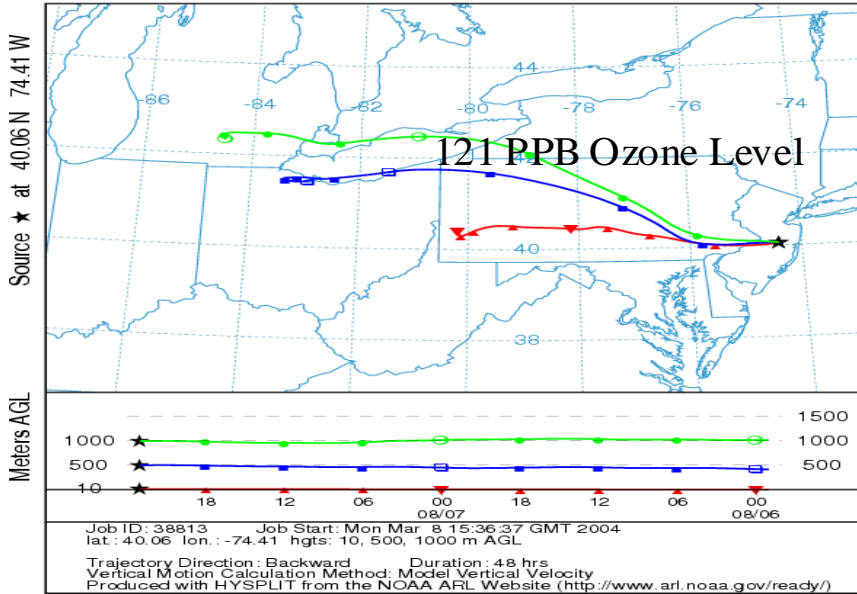 Source ★ at 40.06 N 74.41 W
44
-86
-84
-82
-80
-78
-76
-74
42
121 PPB Ozone Level
40
38
Meters AGL
1500
1000
1000
500
500
10
18 12 06 00 18 12 06 00
08/07 08/06
Job ID: 38813 Job Start: Mon Mar 8 15:36:37 GMT 2004
lat.: 40.06 lon.: -74.41 hgts: 10, 500, 1000 m AGL
Trajectory Direction: Backward Duration: 48 hrs
Vertical Motion Calculation Method: Model Vertical Velocity
Produced with HYSPLIT from the NOAA ARL Website (http://www.arl.noaa.gov/ready/)